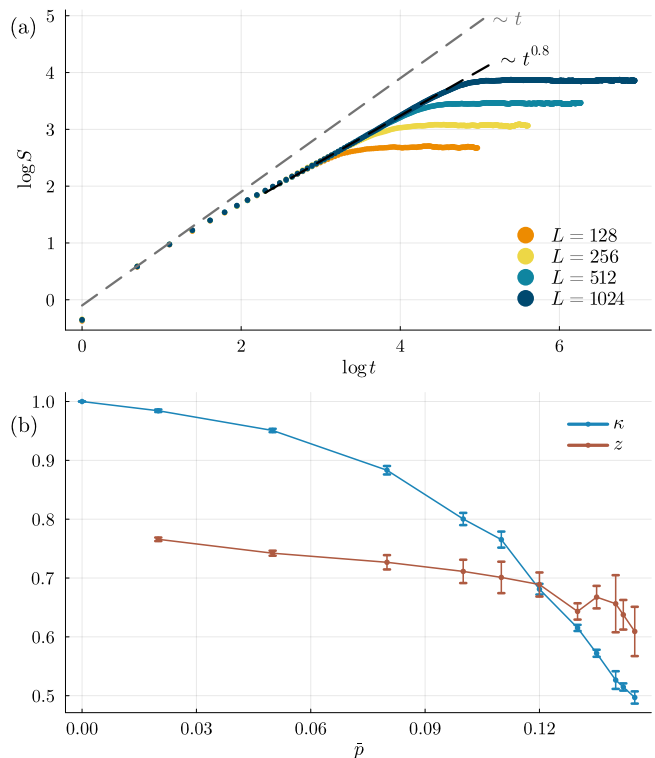 (a)
5
4
3
2
1
0
log S
∼ t
∼ t^{0.8}
L = 128
L = 256
L = 512
L = 1024
0 2 4 6
log t
(b)
1.0
0.9
0.8
0.7
0.6
0.5
κ
z
0.00 0.03 0.06 0.09 0.12
p̄